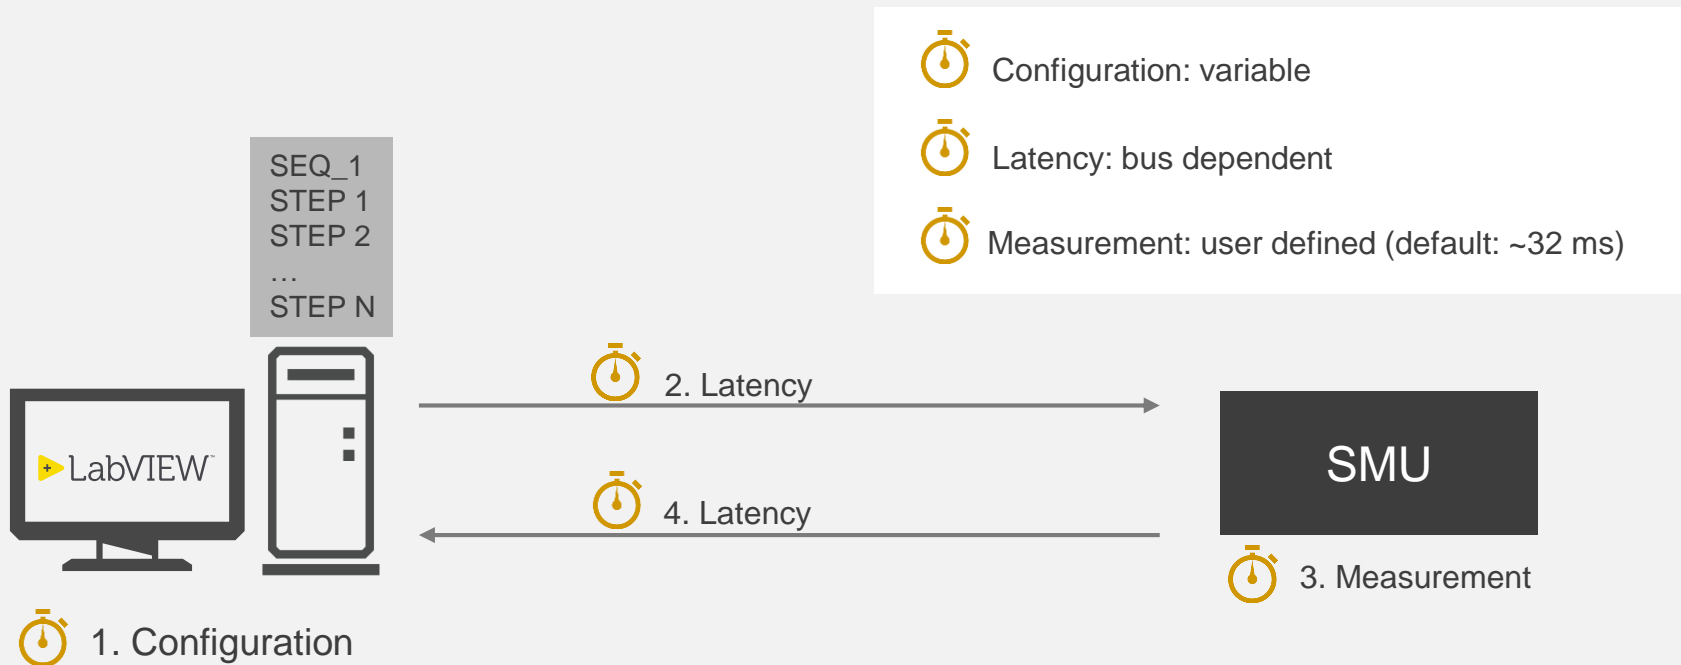 Configuration: variable
Latency: bus dependent
Measurement: user defined (default: ~32 ms)
SEQ_1
STEP 1
STEP 2
…
STEP N
2. Latency
LabVIEW™
SMU
4. Latency
3. Measurement
1. Configuration